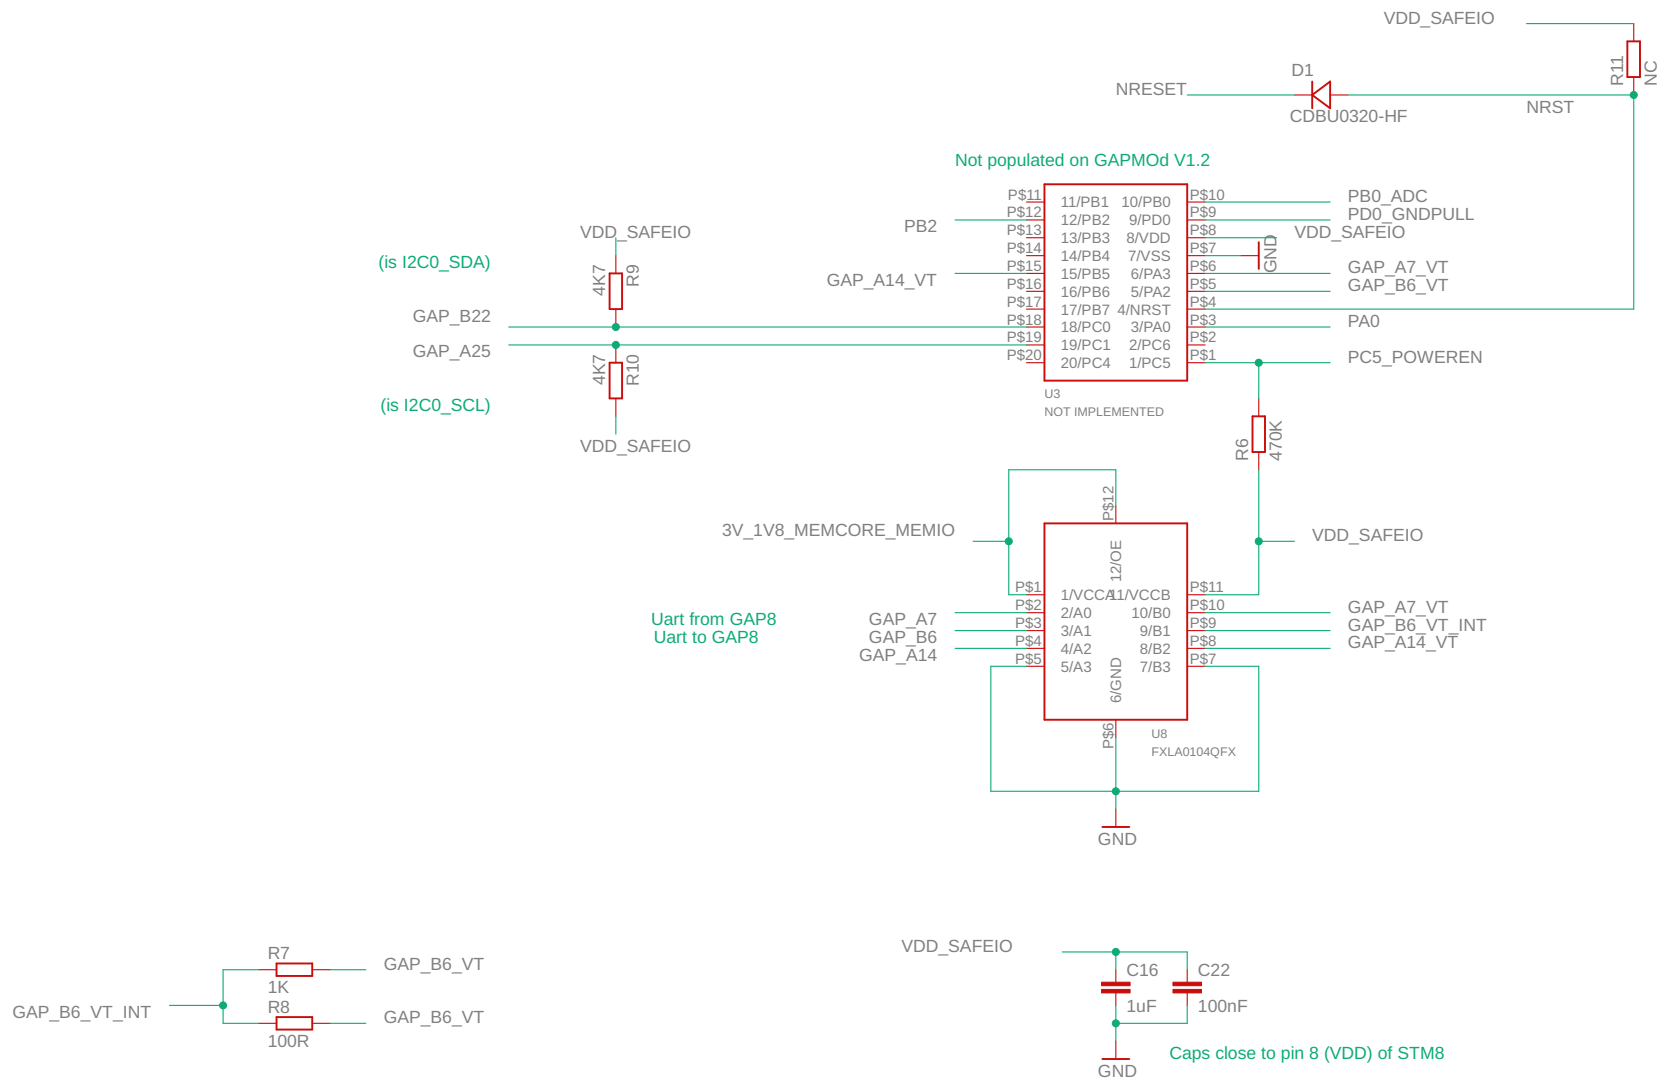 VDD_SAFEIO
R11
NC
D1
NRESET
NRST
CDBU0320-HF
Not populated on GAPMOd V1.2
P$11 11/PB1 10/PB0 P$10 PB0_ADC
PB2 P$12 12/PB2 9/PD0 P$9 PD0_GNDPULL
P$13 13/PB3 8/VDD P$8 VDD_SAFEIO
P$14 14/PB4 7/VSS P$7 GND
GAP_A14_VT P$15 15/PB5 6/PA3 P$6 GAP_A7_VT
P$16 16/PB6 5/PA2 P$5 GAP_B6_VT
P$17 17/PB7 4/NRST P$4
P$18 18/PC0 3/PA0 P$3 PA0
P$19 19/PC1 2/PC6 P$2
P$20 20/PC4 1/PC5 P$1 PC5_POWEREN
U3
NOT IMPLEMENTED
VDD_SAFEIO
(is I2C0_SDA)
4K7
R9
GAP_B22
GAP_A25
4K7
R10
(is I2C0_SCL)
VDD_SAFEIO
R6
470K
P$12
3V_1V8_MEMCORE_MEMIO
VDD_SAFEIO
12/OE
P$1 1/VCCA 11/VCCB P$11
GAP_A7 P$2 2/A0 10/B0 P$10 GAP_A7_VT
GAP_B6 P$3 3/A1 9/B1 P$9 GAP_B6_VT_INT
GAP_A14 P$4 4/A2 8/B2 P$8 GAP_A14_VT
P$5 5/A3 7/B3 P$7
6/GND
P$6
Uart from GAP8
Uart to GAP8
U8
FXLA0104QFX
GND
R7
GAP_B6_VT
1K
GAP_B6_VT_INT
R8
GAP_B6_VT
100R
VDD_SAFEIO
C16 C22
1uF 100nF
Caps close to pin 8 (VDD) of STM8
GND